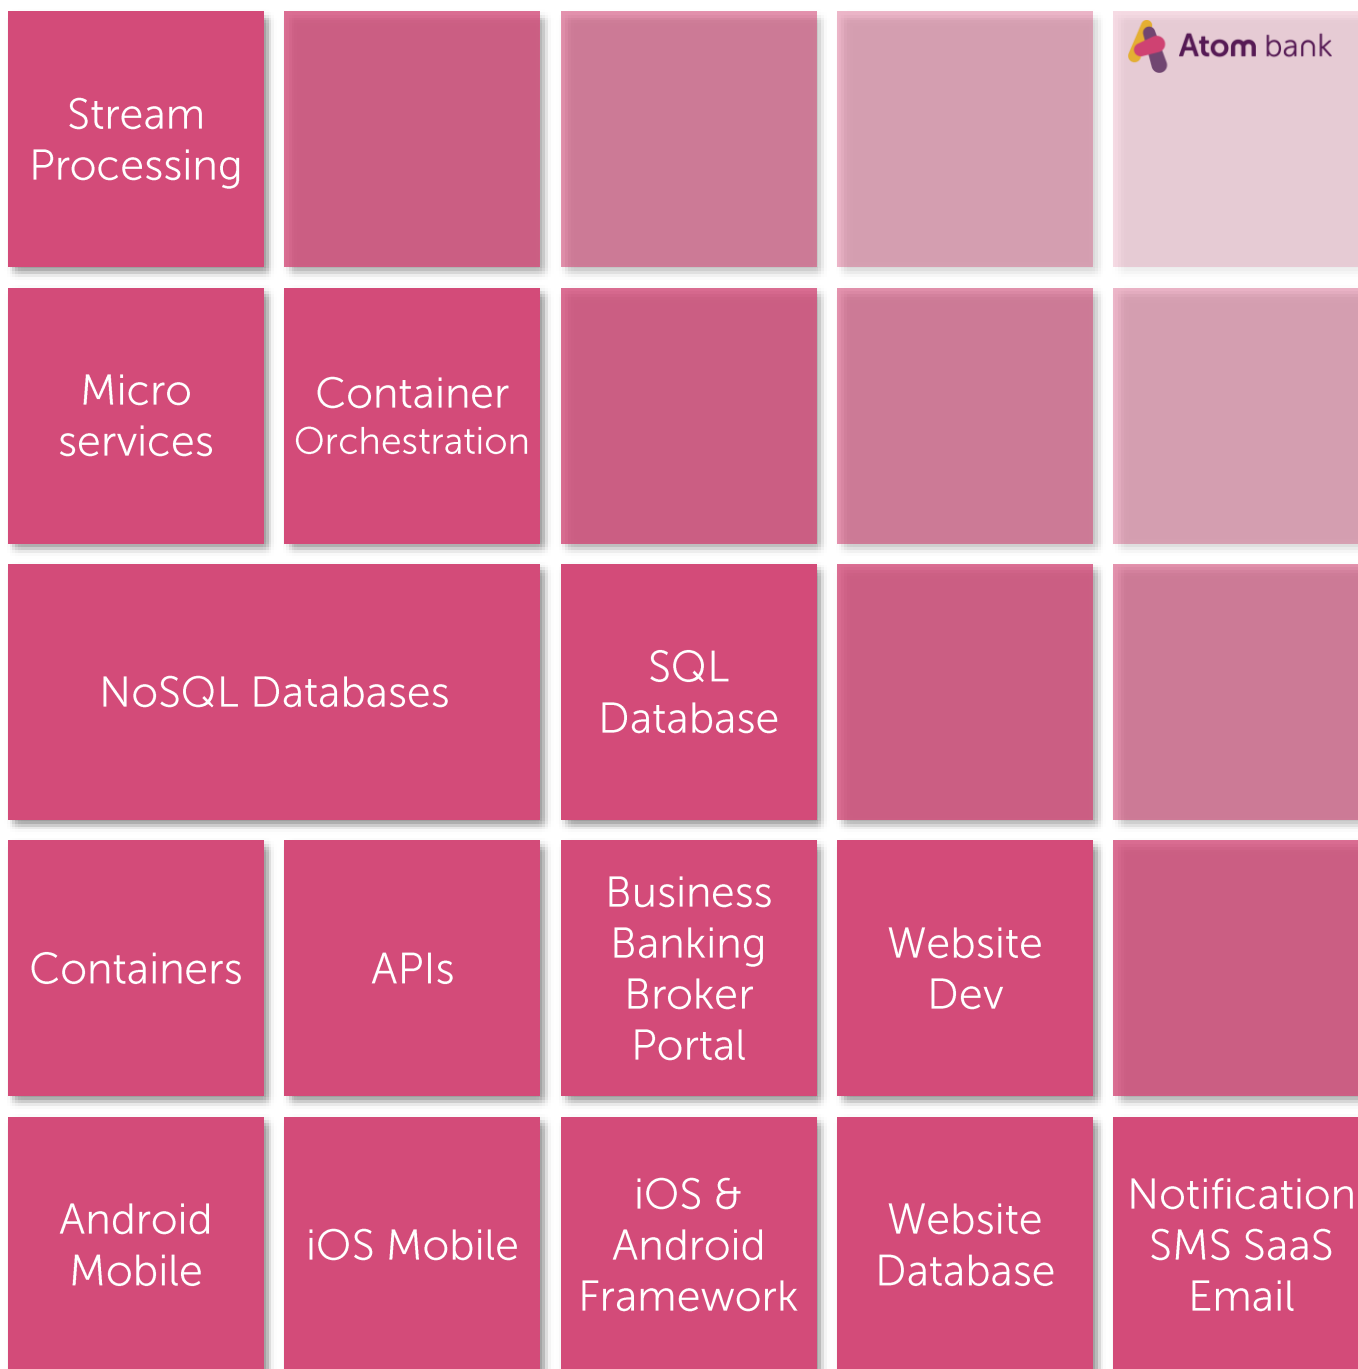 Atom bank
Stream
Processing
Micro
services
Container
Orchestration
NoSQL Databases
SQL
Database
Containers
APIs
Business
Banking
Broker
Portal
Website
Dev
Android
Mobile
iOS Mobile
iOS &
Android
Framework
Website
Database
Notification
SMS SaaS
Email